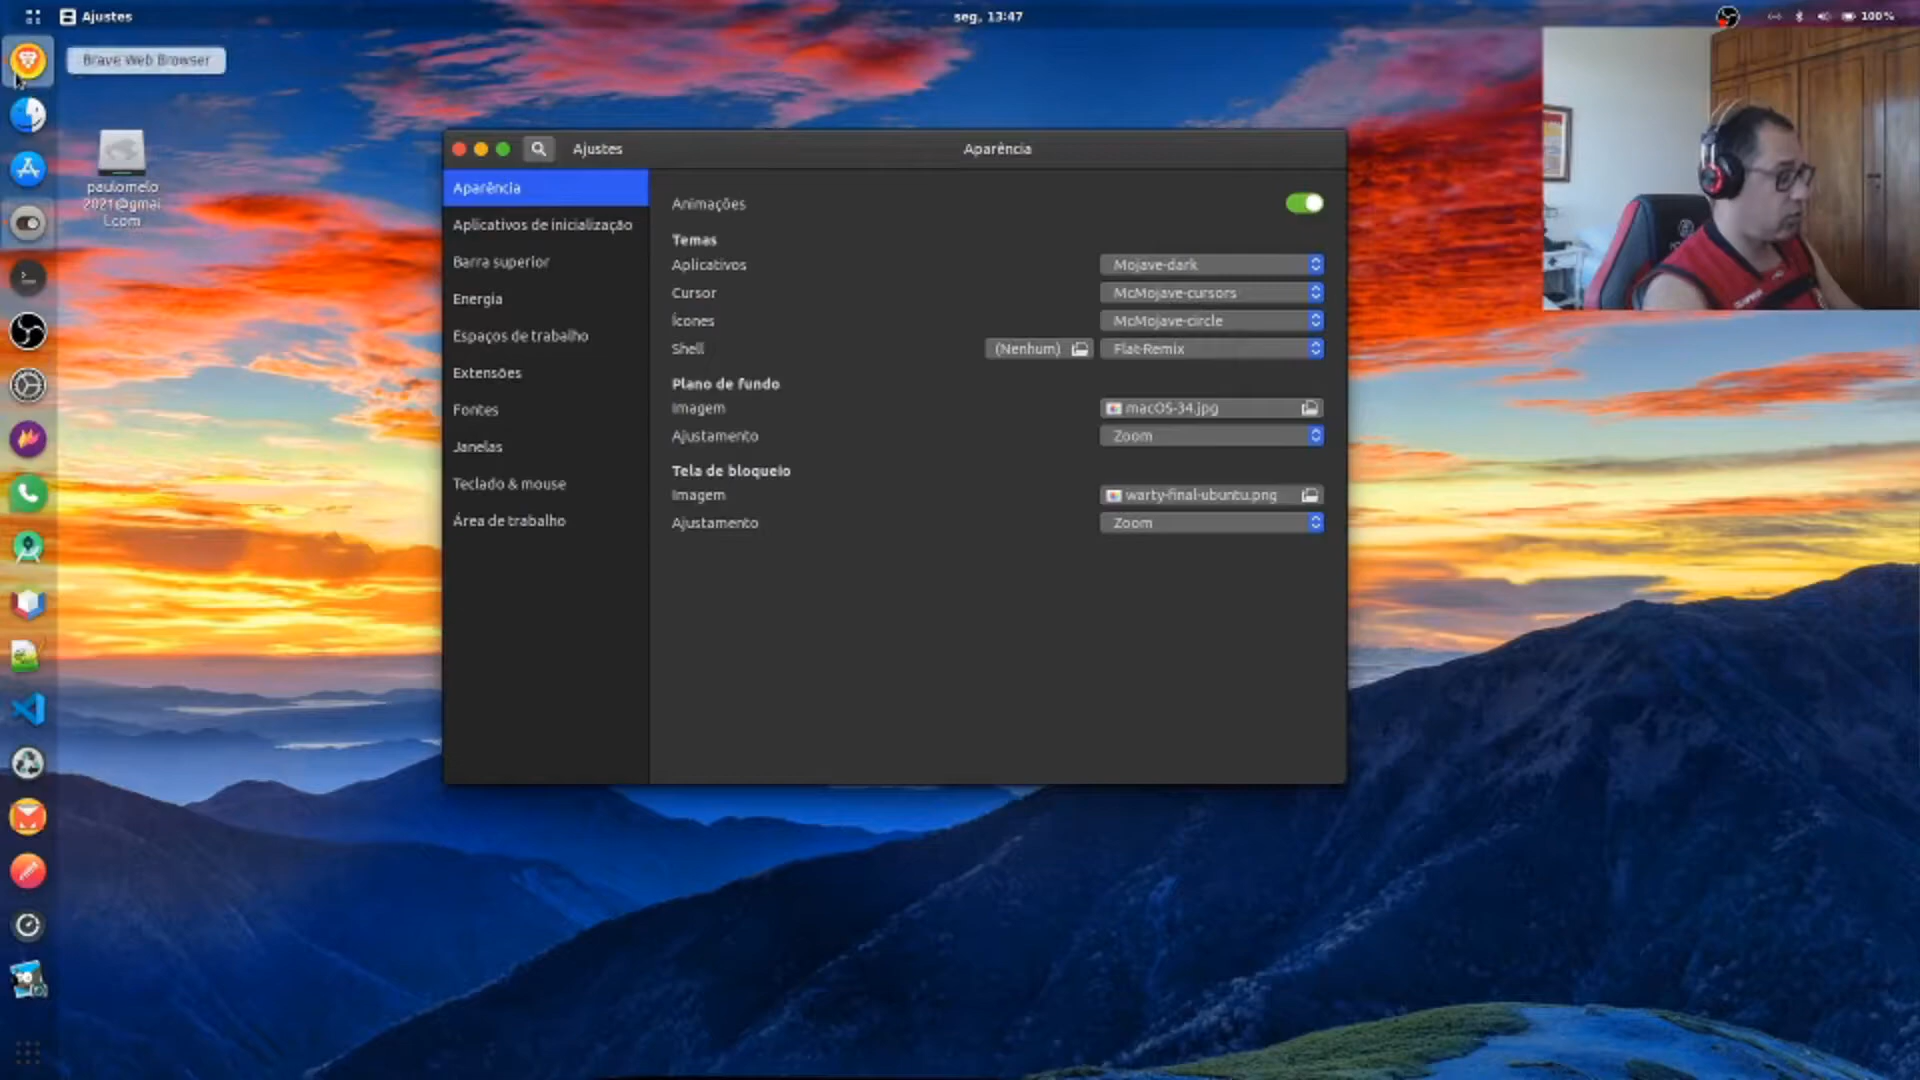 Ajustes
seg, 13:47
100%
Brave Web Browser
paulomelo
2021@gmai
l.com
Ajustes
Aparência
Aparência
Aplicativos de inicialização
Barra superior
Energia
Espaços de trabalho
Extensões
Fontes
Janelas
Teclado & mouse
Área de trabalho
Animações
Temas
Aplicativos
Mojave-dark
Cursor
McMojave-cursors
Ícones
McMojave-circle
Shell
(Nenhum)
Flat-Remix
Plano de fundo
Imagem
macOS-34.jpg
Ajustamento
Zoom
Tela de bloqueio
Imagem
warty-final-ubuntu.png
Ajustamento
Zoom